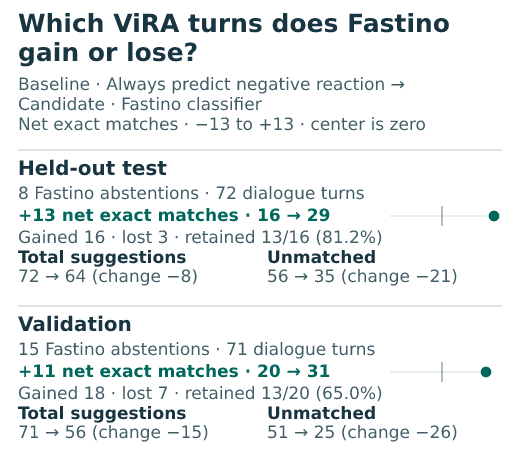 Which ViRA turns does Fastino
gain or lose?
Baseline · Always predict negative reaction →
Candidate · Fastino classifier
Net exact matches · −13 to +13 · center is zero
Held-out test
8 Fastino abstentions · 72 dialogue turns
+13 net exact matches · 16 → 29
Gained 16 · lost 3 · retained 13/16 (81.2%)
Total suggestions
72 → 64 (change −8)
Unmatched
56 → 35 (change −21)
Validation
15 Fastino abstentions · 71 dialogue turns
+11 net exact matches · 20 → 31
Gained 18 · lost 7 · retained 13/20 (65.0%)
Total suggestions
71 → 56 (change −15)
Unmatched
51 → 25 (change −26)